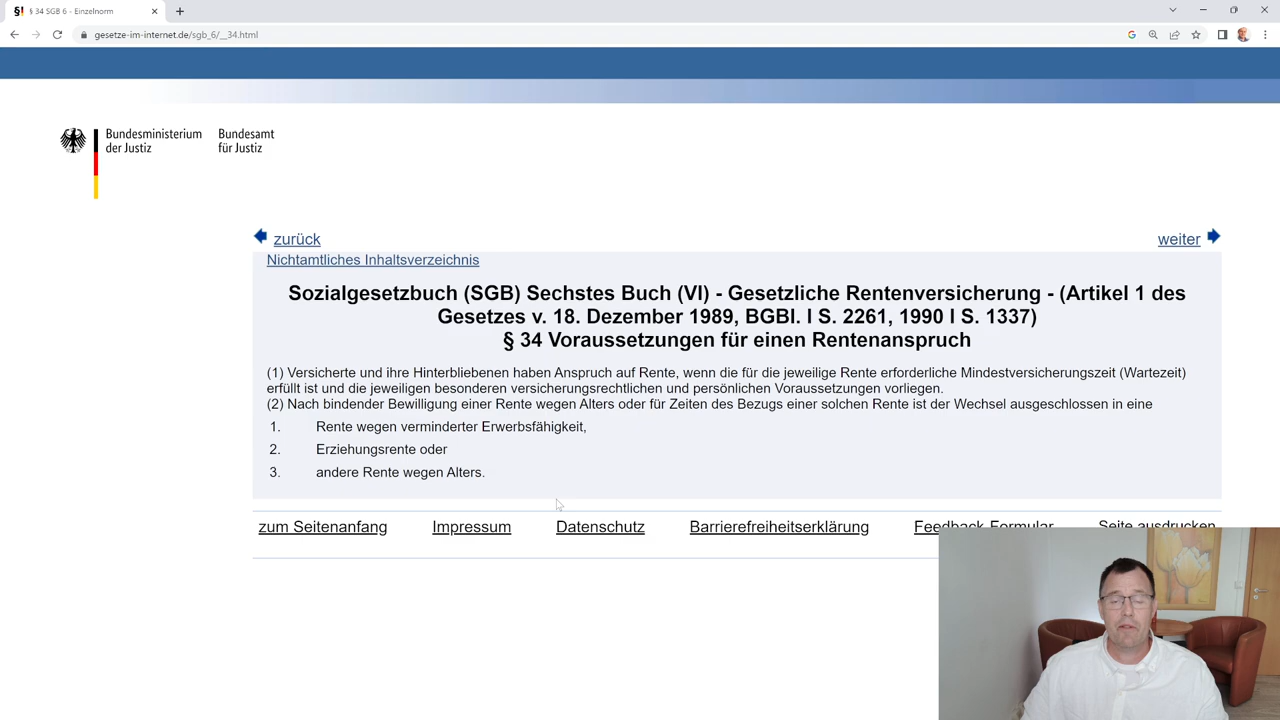 § 34 SGB 6 - Einzelnorm
gesetze-im-internet.de/sgb_6/__34.html
Bundesministerium der Justiz
Bundesamt für Justiz
zurück
weiter
Nichtamtliches Inhaltsverzeichnis
Sozialgesetzbuch (SGB) Sechstes Buch (VI) - Gesetzliche Rentenversicherung - (Artikel 1 des
Gesetzes v. 18. Dezember 1989, BGBl. I S. 2261, 1990 I S. 1337)
§ 34 Voraussetzungen für einen Rentenanspruch
(1) Versicherte und ihre Hinterbliebenen haben Anspruch auf Rente, wenn die für die jeweilige Rente erforderliche Mindestversicherungszeit (Wartezeit)
erfüllt ist und die jeweiligen besonderen versicherungsrechtlichen und persönlichen Voraussetzungen vorliegen.
(2) Nach bindender Bewilligung einer Rente wegen Alters oder für Zeiten des Bezugs einer solchen Rente ist der Wechsel ausgeschlossen in eine
1. Rente wegen verminderter Erwerbsfähigkeit,
2. Erziehungsrente oder
3. andere Rente wegen Alters.
zum Seitenanfang Impressum Datenschutz Barrierefreiheitserklärung Feedback-Formular Seite ausdrucken